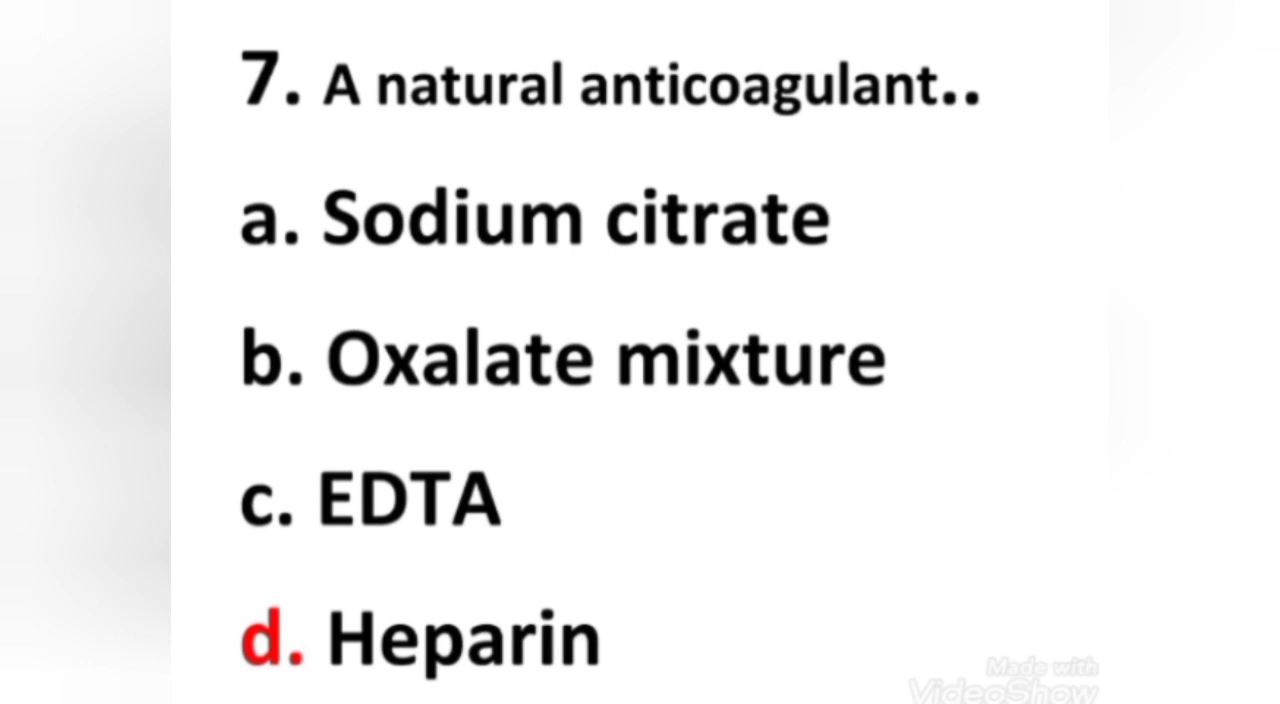 7. A natural anticoagulant..
a. Sodium citrate
b. Oxalate mixture
c. EDTA
d. Heparin
Made with
VideoShow